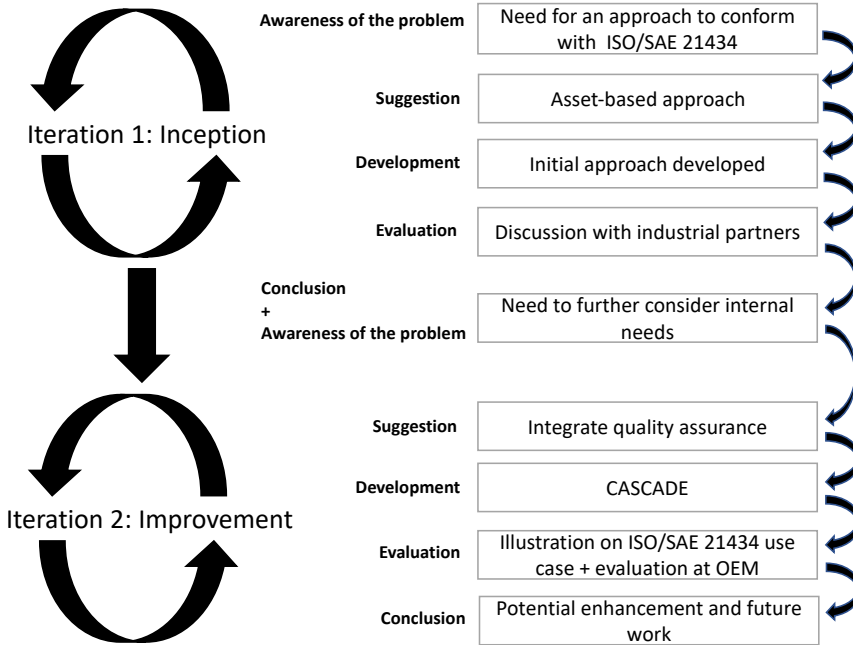 Awareness of the problem
Need for an approach to conform
with ISO/SAE 21434
Suggestion
Asset-based approach
Iteration 1: Inception
Development
Initial approach developed
Evaluation
Discussion with industrial partners
Conclusion
+
Awareness of the problem
Need to further consider internal
needs
Suggestion
Integrate quality assurance
Development
CASCADE
Iteration 2: Improvement
Evaluation
Illustration on ISO/SAE 21434 use
case + evaluation at OEM
Conclusion
Potential enhancement and future
work